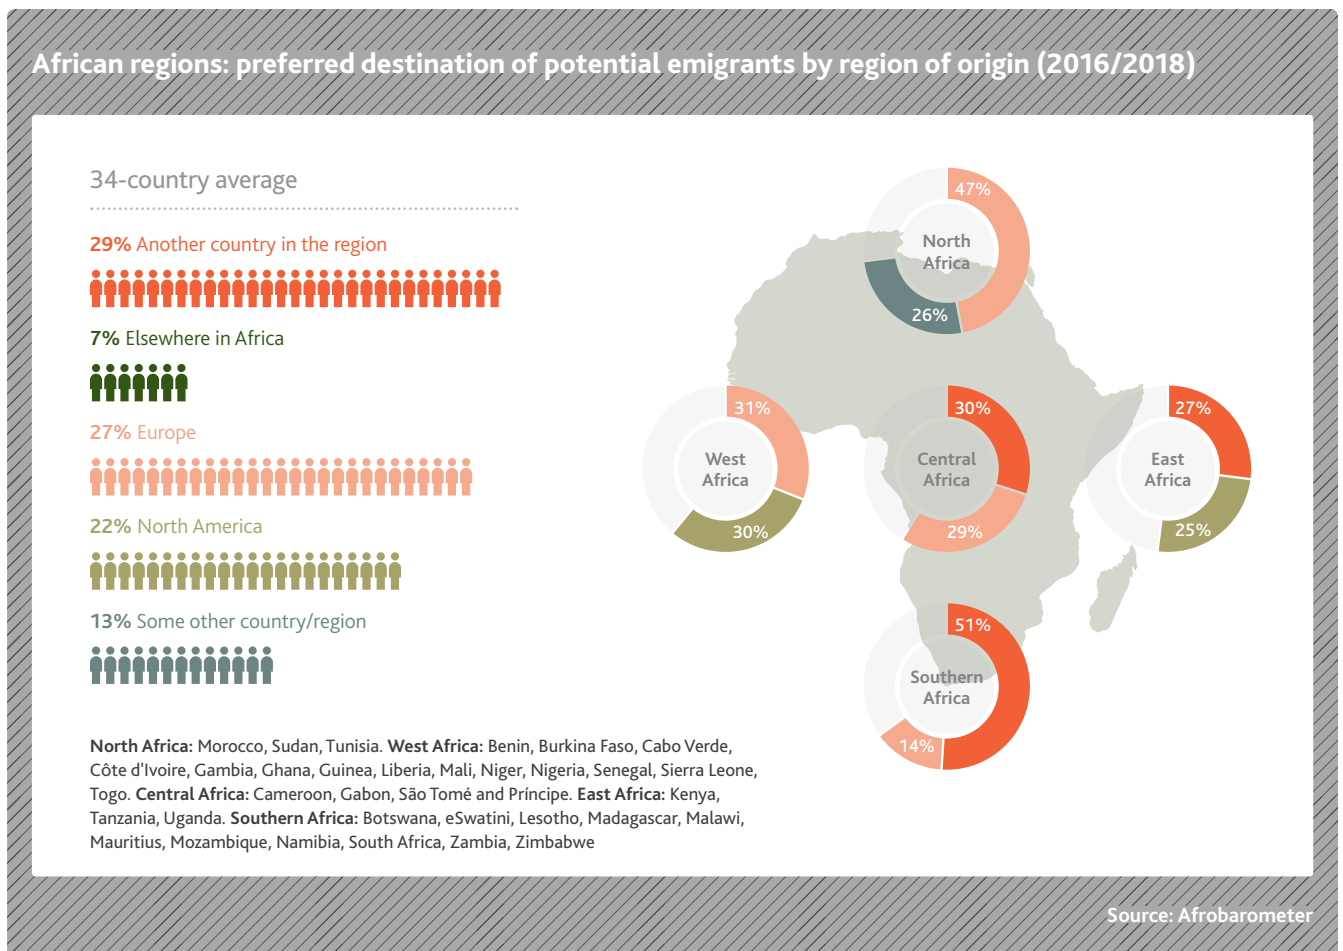 African regions: preferred destination of potential emigrants by region of origin (2016/2018)
34-country average
29% Another country in the region
7% Elsewhere in Africa
27% Europe
22% North America
13% Some other country/region
47%
North
Africa
26%
31%
West
Africa
30%
30%
Central
Africa
29%
27%
East
Africa
25%
51%
Southern
Africa
14%
North Africa: Morocco, Sudan, Tunisia. West Africa: Benin, Burkina Faso, Cabo Verde,
Côte d'Ivoire, Gambia, Ghana, Guinea, Liberia, Mali, Niger, Nigeria, Senegal, Sierra Leone,
Togo. Central Africa: Cameroon, Gabon, São Tomé and Príncipe. East Africa: Kenya,
Tanzania, Uganda. Southern Africa: Botswana, eSwatini, Lesotho, Madagascar, Malawi,
Mauritius, Mozambique, Namibia, South Africa, Zambia, Zimbabwe
Source: Afrobarometer